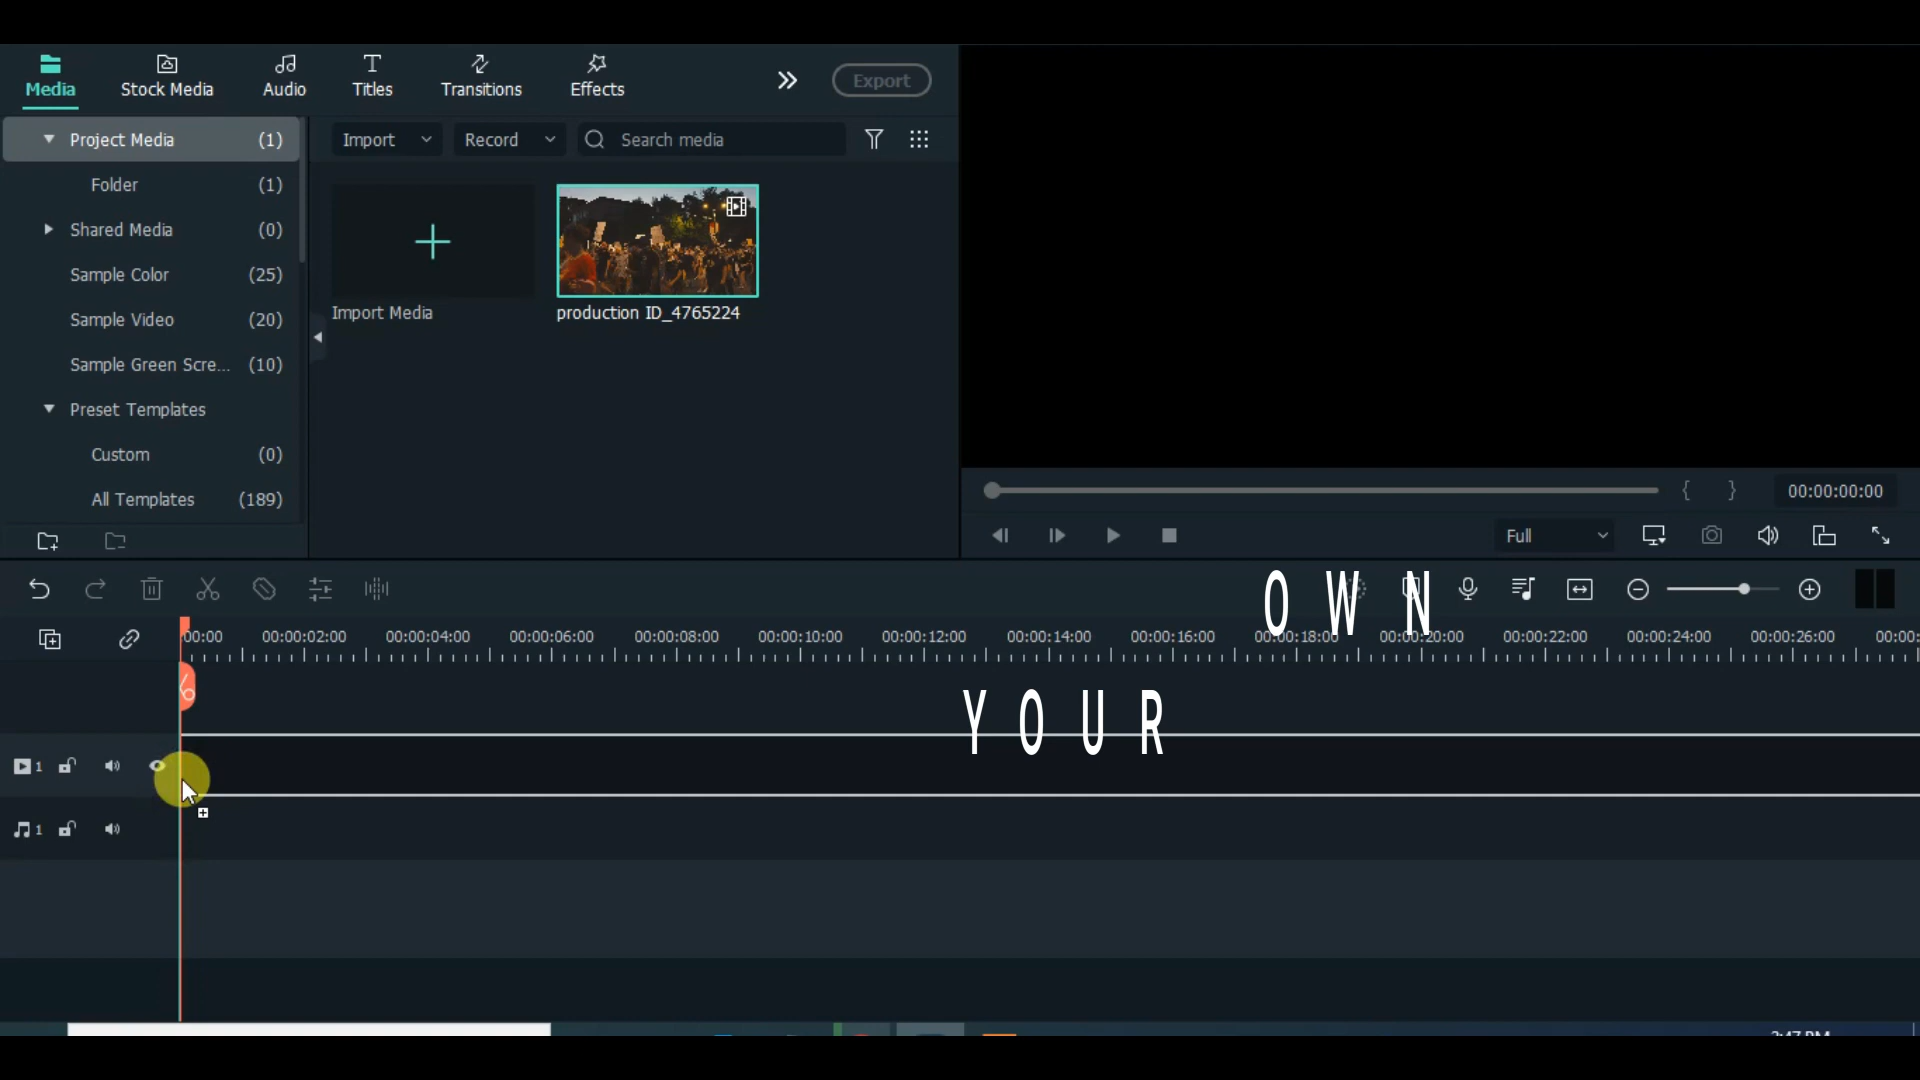 Media Stock Media Audio Titles Transitions Effects Export
Project Media (1)
Folder (1)
Shared Media (0)
Sample Color (25)
Sample Video (20)
Sample Green Scre... (10)
Preset Templates
Custom (0)
All Templates (189)
Import Record Search media
Import Media production ID_4765224
{ } 00:00:00:00
Full
OWN
00:00 00:00:02:00 00:00:04:00 00:00:06:00 00:00:08:00 00:00:10:00 00:00:12:00 00:00:14:00 00:00:16:00 00:00:18:00 00:00:20:00 00:00:22:00 00:00:24:00 00:00:26:00 00:00:
YOUR
1
1